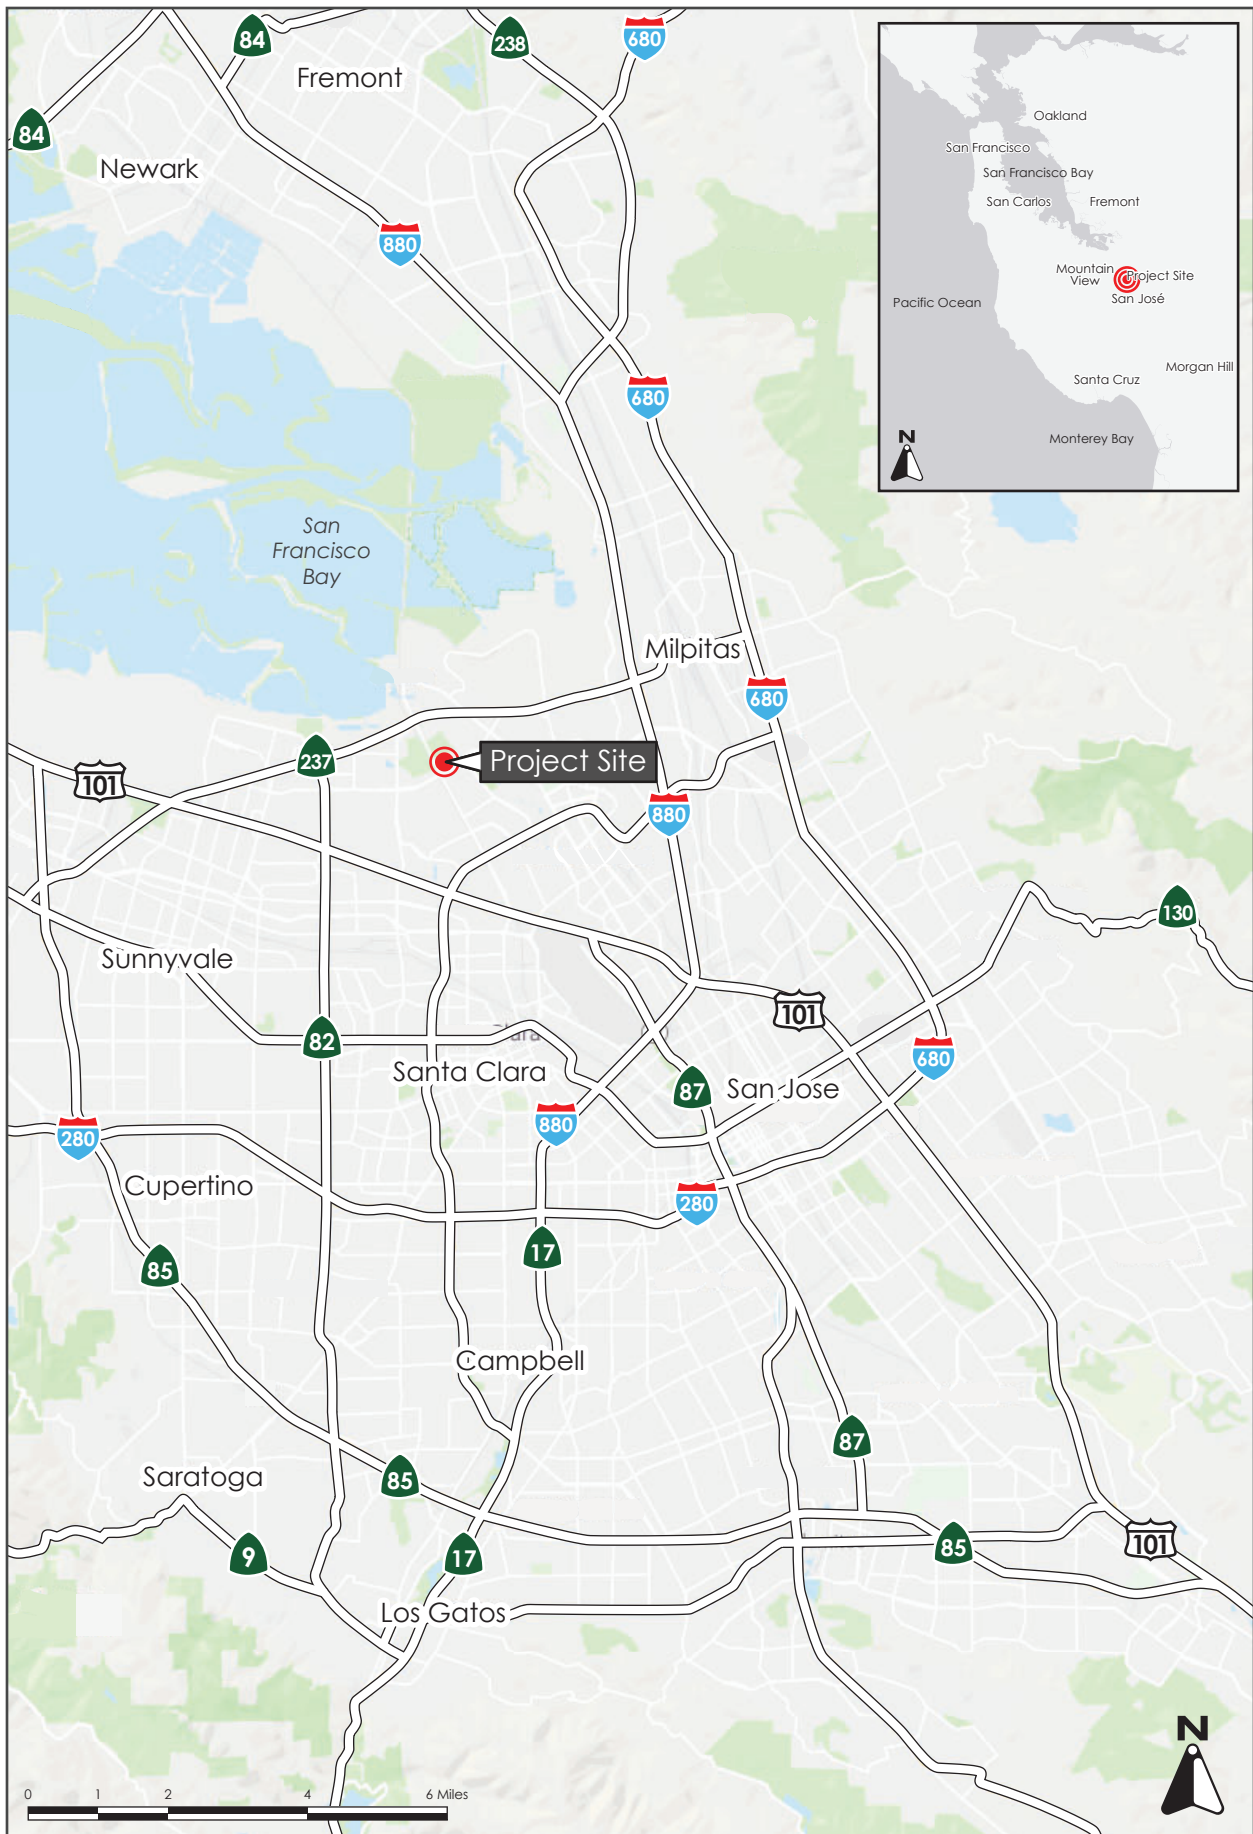 84
238
680
Fremont
84
Newark
880
Oakland
San Francisco
San Francisco Bay
San Carlos
Fremont
Mountain
View
Project Site
San José
Pacific Ocean
Morgan Hill
Santa Cruz
Monterey Bay
N
680
San
Francisco
Bay
Milpitas
680
237
Project Site
101
880
130
Sunnyvale
101
82
680
Santa Clara
87
San Jose
880
280
Cupertino
280
17
85
Campbell
87
Saratoga
85
9
17
85
101
Los Gatos
N
0
1
2
4
6 Miles